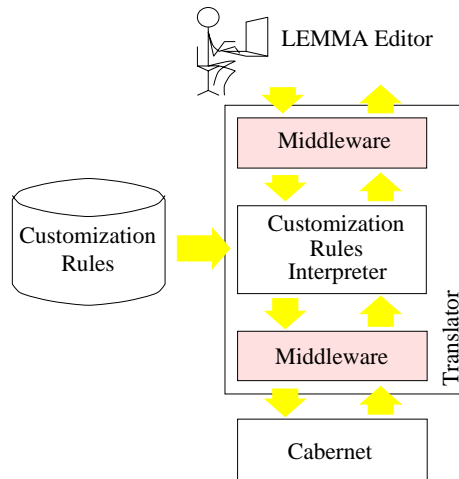 LEMMA Editor
Middleware
Customization
Rules
Customization
Rules
Interpreter
Middleware
Translator
Cabernet